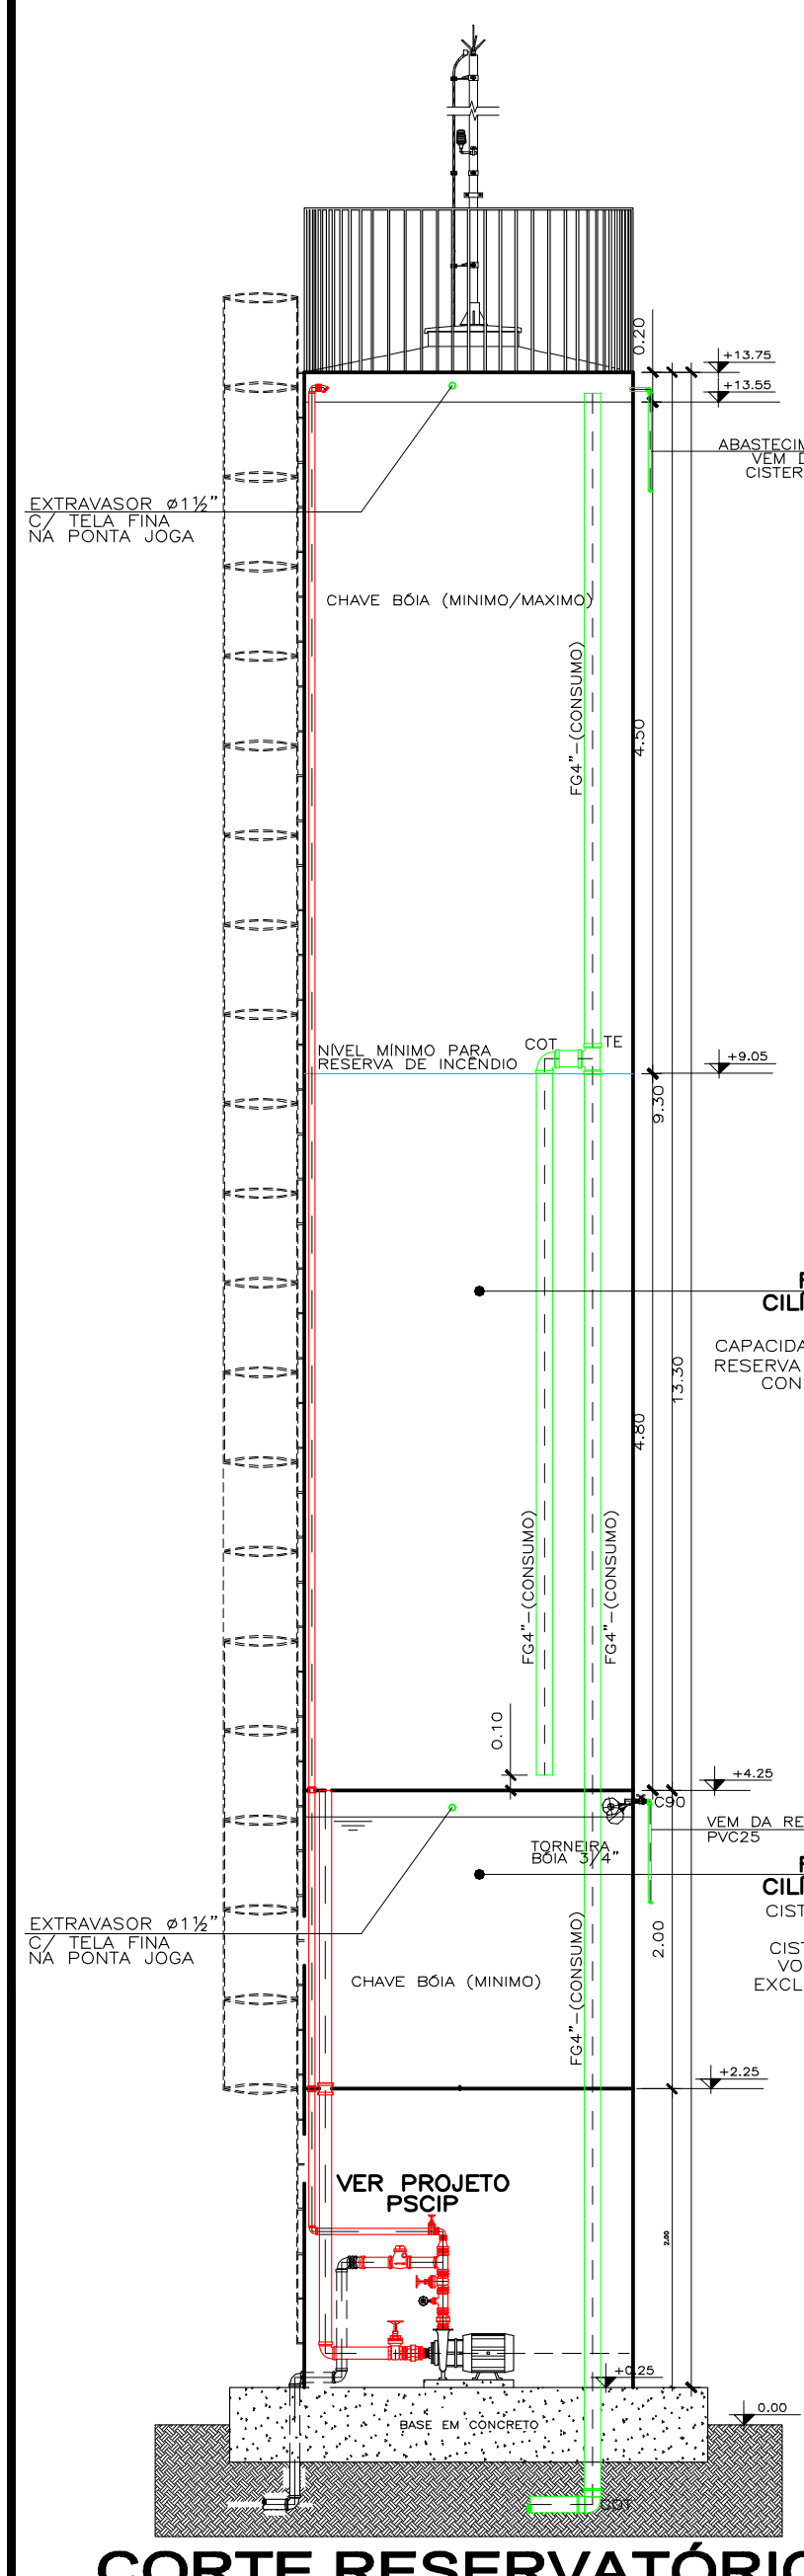 0.20
+13.75
+13.55
ABASTECIM
VEM D
CISTER
EXTRAVASOR ø1½"
C/ TELA FINA
NA PONTA JOGA
CHAVE BÓIA (MINIMO/MAXIMO)
FG4"-(CONSUMO)
4.50
NÍVEL MÍNIMO PARA
RESERVA DE INCÊNDIO
COT
TE
+9.05
9.30
CILÍ
CAPACIDA
RESERVA
CON
13.30
4.80
FG4"-(CONSUMO)
FG4"-(CONSUMO)
0.10
+4.25
C90
VEM DA RE
PVC25
TORNEIRA
BÓIA 3/4"
CILÍ
CIST
EXTRAVASOR ø1½"
C/ TELA FINA
NA PONTA JOGA
2.00
CIST
VO
EXCL
CHAVE BÓIA (MINIMO)
FG4"-(CONSUMO)
+2.25
VER PROJETO
PSCIP
2.00
+0.25
0.00
BASE EM CONCRETO
COT
CORTE RESERVATÓRIO